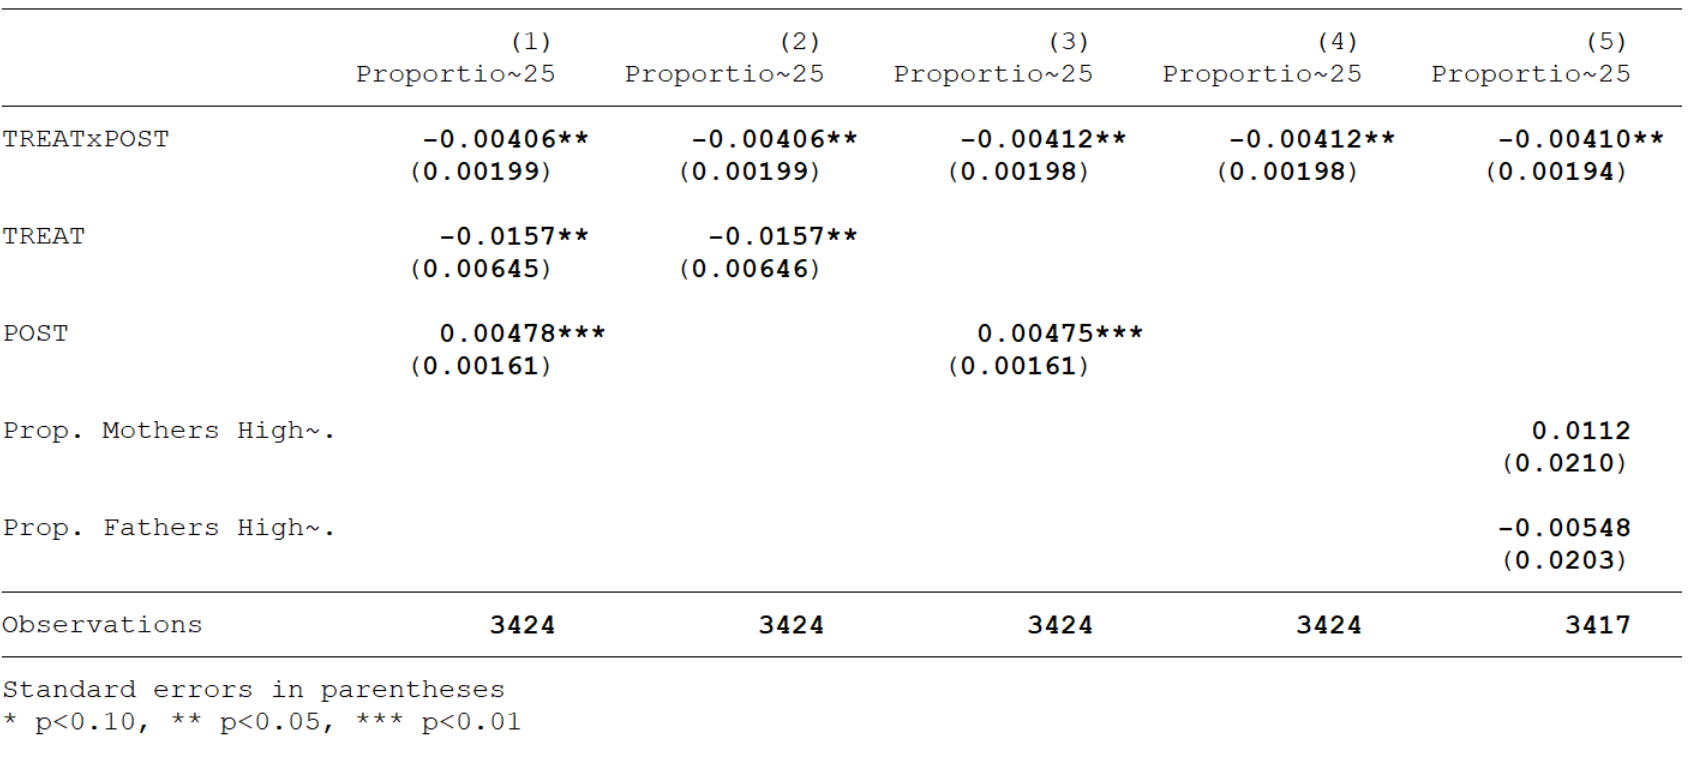 (1) (2) (3) (4) (5)
Proportio~25 Proportio~25 Proportio~25 Proportio~25 Proportio~25
TREATxPOST -0.00406** -0.00406** -0.00412** -0.00412** -0.00410**
(0.00199) (0.00199) (0.00198) (0.00198) (0.00194)
TREAT -0.0157** -0.0157**
(0.00645) (0.00646)
POST 0.00478*** 0.00475***
(0.00161) (0.00161)
Prop. Mothers High~. 0.0112
(0.0210)
Prop. Fathers High~. -0.00548
(0.0203)
Observations 3424 3424 3424 3424 3417
Standard errors in parentheses
* p<0.10, ** p<0.05, *** p<0.01